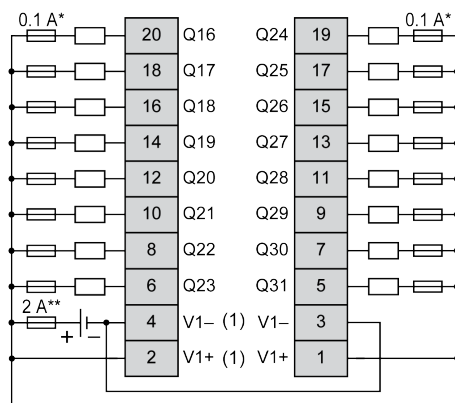 0.1 A* 20 Q16 Q24 19 0.1 A*
18 Q17 Q25 17
16 Q18 Q26 15
14 Q19 Q27 13
12 Q20 Q28 11
10 Q21 Q29 9
8 Q22 Q30 7
6 Q23 Q31 5
2 A** + − 4 V1− (1) V1− 3
2 V1+ (1) V1+ 1